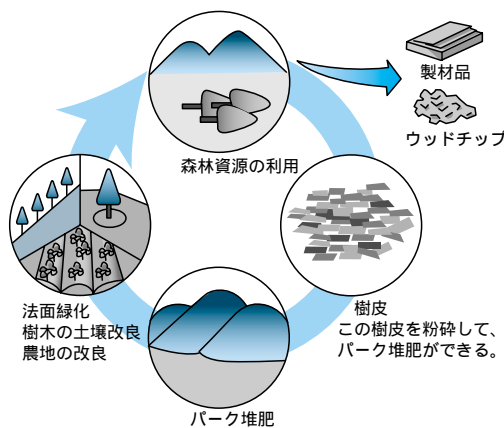 製材品
ウッドチップ
森林資源の利用
樹皮
この樹皮を粉砕して、
パーク堆肥ができる。
法面緑化
樹木の土壌改良
農地の改良
パーク堆肥